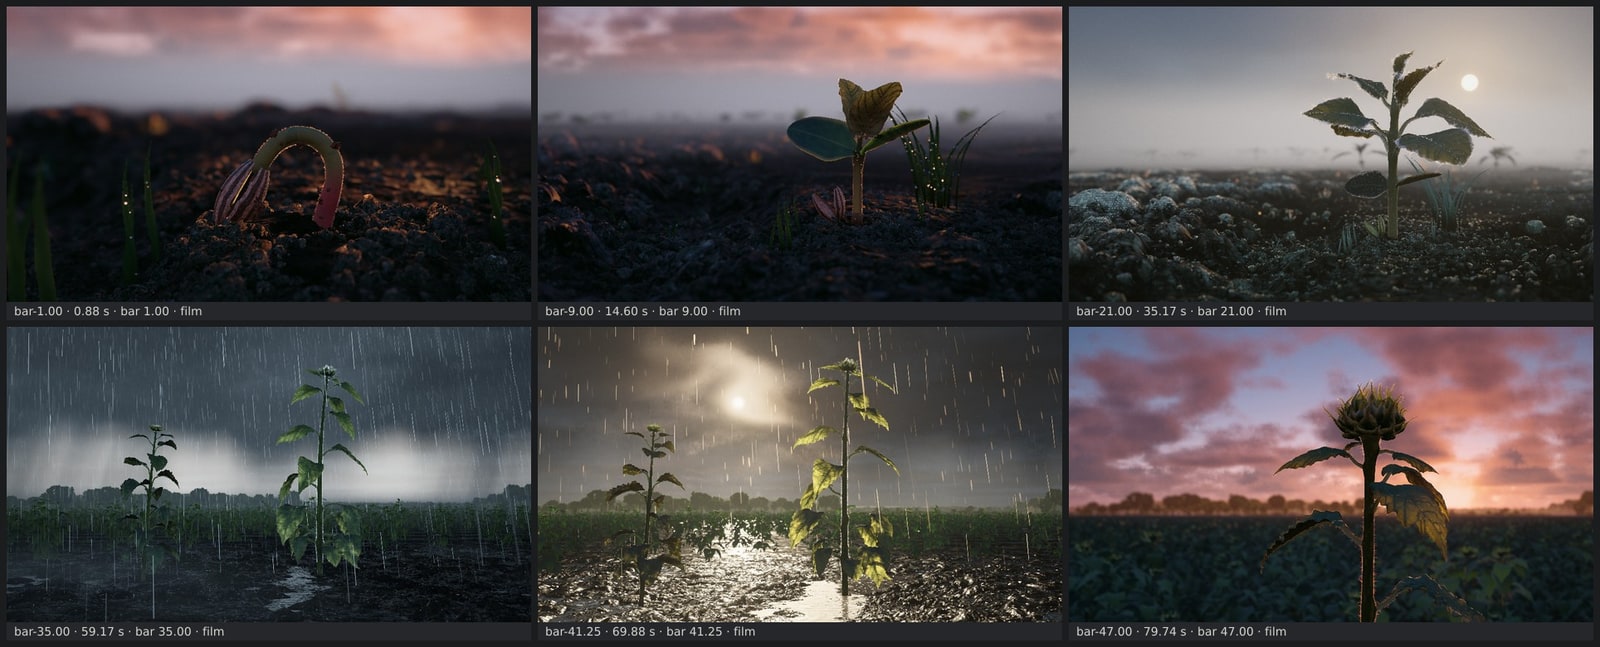 bar-1.00 · 0.88 s · bar 1.00 · film
bar-9.00 · 14.60 s · bar 9.00 · film
bar-21.00 · 35.17 s · bar 21.00 · film
bar-35.00 · 59.17 s · bar 35.00 · film
bar-41.25 · 69.88 s · bar 41.25 · film
bar-47.00 · 79.74 s · bar 47.00 · film